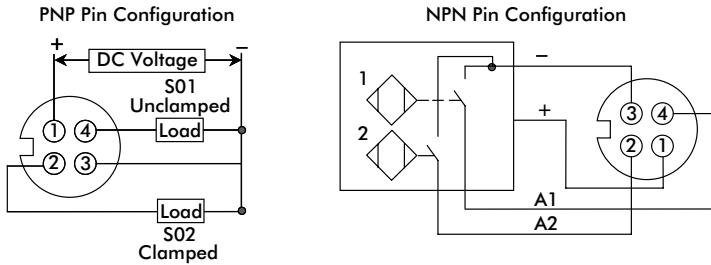 PNP Pin Configuration
+
DC Voltage
−
S01
Unclamped
Load
1
4
2
3
Load
S02
Clamped
NPN Pin Configuration
1
2
−
+
3
4
2
1
A1
A2